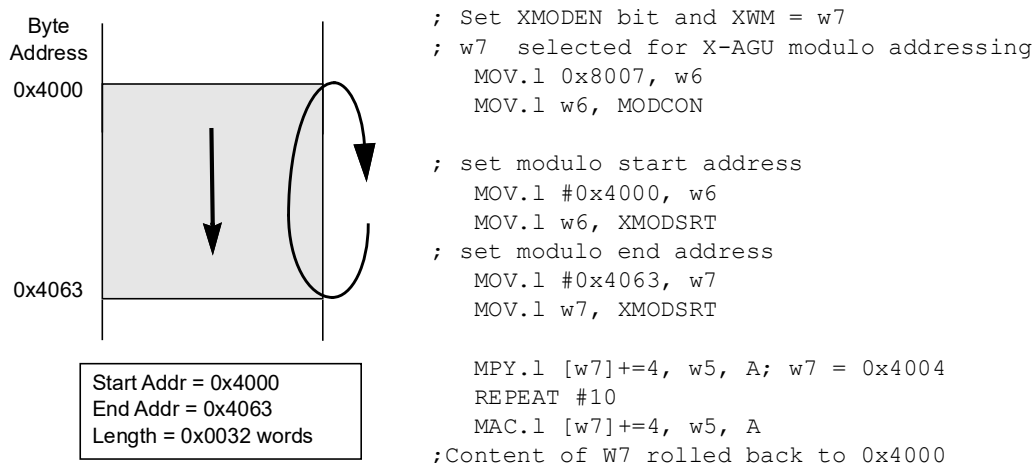 Byte
Address
0x4000
0x4063
Start Addr = 0x4000
End Addr = 0x4063
Length = 0x0032 words
; Set XMODEN bit and XWM = w7
; w7  selected for X-AGU modulo addressing
MOV.l 0x8007, w6
MOV.l w6, MODCON
; set modulo start address
MOV.l #0x4000, w6
MOV.l w6, XMODSRT
; set modulo end address
MOV.l #0x4063, w7
MOV.l w7, XMODSRT
MPY.l [w7]+=4, w5, A; w7 = 0x4004
REPEAT #10
MAC.l [w7]+=4, w5, A
;Content of W7 rolled back to 0x4000